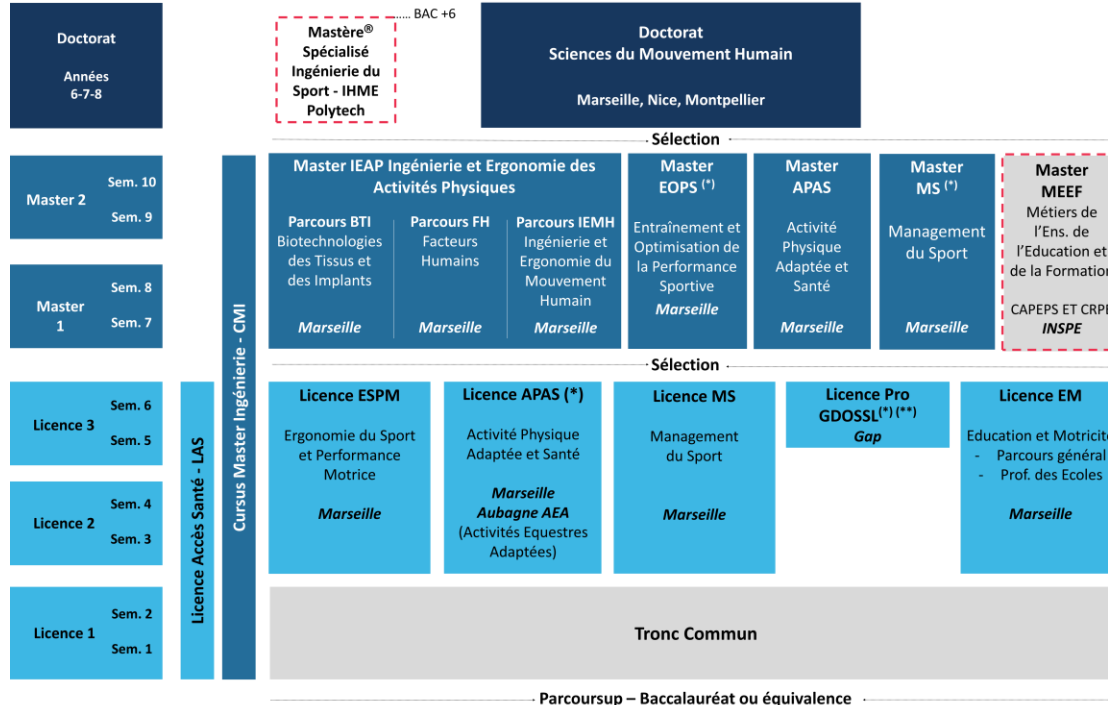 Doctorat
Années
6-7-8
Mastère®
Spécialisé
Ingénierie du
Sport - IHME
Polytech
...... BAC +6
Doctorat
Sciences du Mouvement Humain
Marseille, Nice, Montpellier
Sélection
Master 2
Sem. 10
Sem. 9
Master
1
Sem. 8
Sem. 7
Cursus Master Ingénierie - CMI
Master IEAP Ingénierie et Ergonomie des
Activités Physiques
Parcours BTI
Biotechnologies
des Tissus et
des Implants
Marseille
Parcours FH
Facteurs
Humains
Marseille
Parcours IEMH
Ingénierie et
Ergonomie du
Mouvement
Humain
Marseille
Master
EOPS (*)
Entraînement et
Optimisation de
la Performance
Sportive
Marseille
Master
APAS
Activité
Physique
Adaptée et
Santé
Marseille
Master
MS (*)
Management
du Sport
Marseille
Master
MEEF
Métiers de
l'Ens. de
l'Education et
de la Formation
CAPEPS ET CRPE
INSPE
Sélection
Licence 3
Sem. 6
Sem. 5
Licence 2
Sem. 4
Sem. 3
Licence 1
Sem. 2
Sem. 1
Licence Accès Santé - LAS
Licence ESPM
Ergonomie du Sport
et Performance
Motrice
Marseille
Licence APAS (*)
Activité Physique
Adaptée et Santé
Marseille
Aubagne AEA
(Activités Equestres
Adaptées)
Licence MS
Management
du Sport
Marseille
Licence Pro
GDOSSL(*) (**)
Gap
Licence EM
Education et Motricité
- Parcours général
- Prof. des Ecoles
Marseille
Tronc Commun
Parcoursup – Baccalauréat ou équivalence